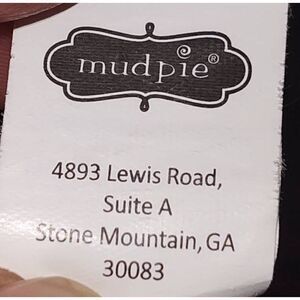 mudpie®
4893 Lewis Road,
Suite A
Stone Mountain, GA
30083